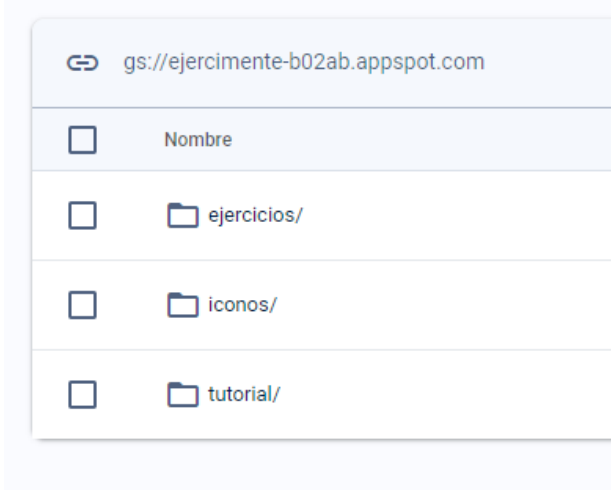 gs://ejercimente-b02ab.appspot.com
Nombre
ejercicios/
iconos/
tutorial/